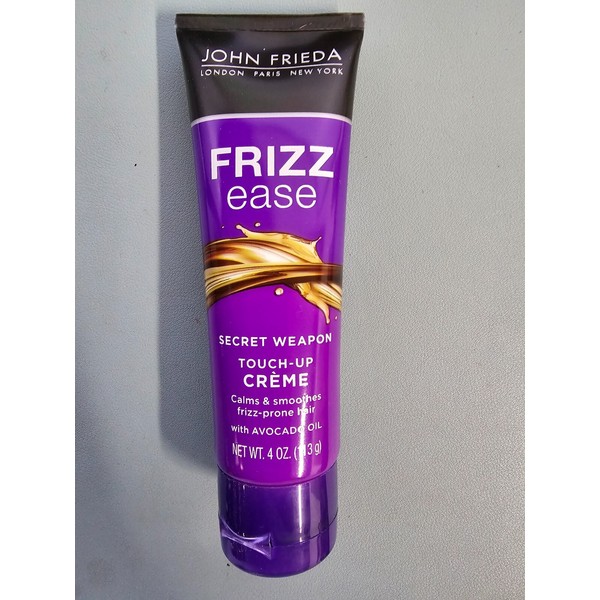 JOHN FRIEDA
LONDON PARIS NEW YORK
FRIZZ
ease
SECRET WEAPON
TOUCH-UP
CRÈME
Calms & smoothes
frizz-prone hair
with AVOCADO OIL
NET WT. 4 OZ. (113 g)